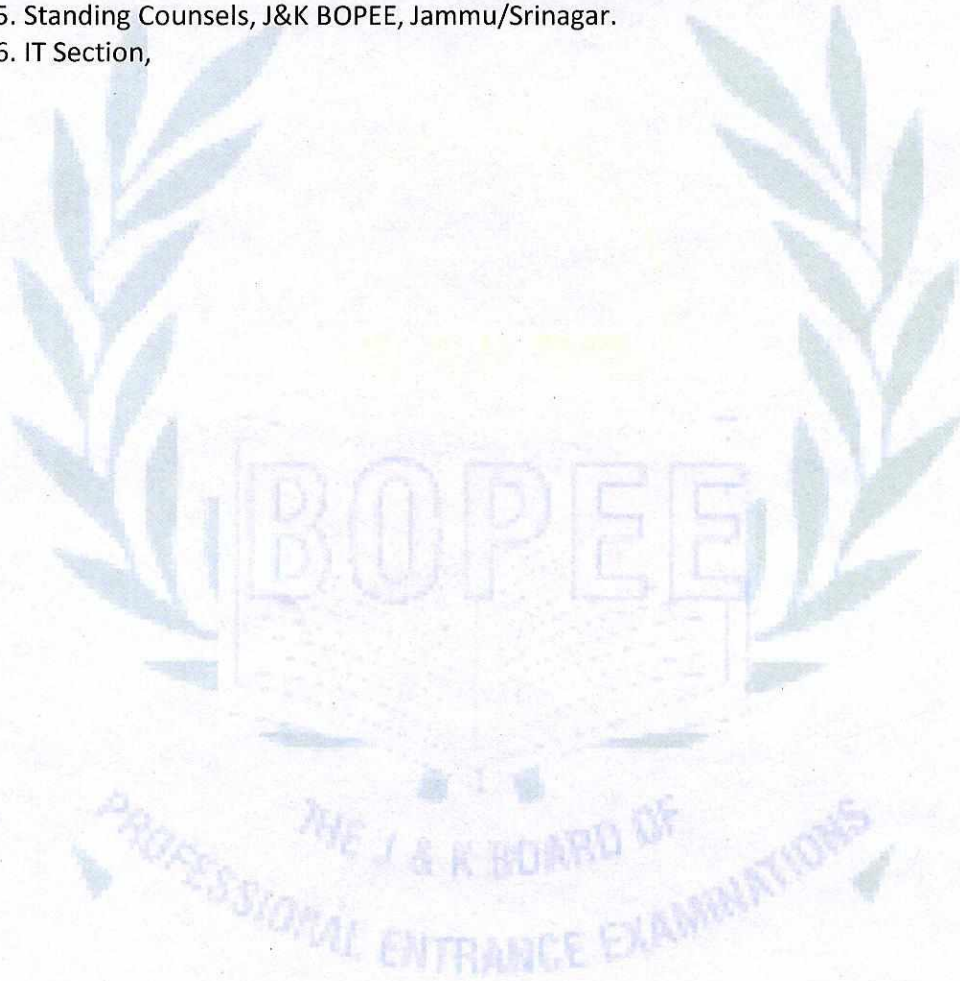 5. Standing Counsels, J&K BOPEE, Jammu/Srinagar.
6. IT Section,
BOPEE
THE J & K BOARD OF
PROFESSIONAL ENTRANCE EXAMINATIONS